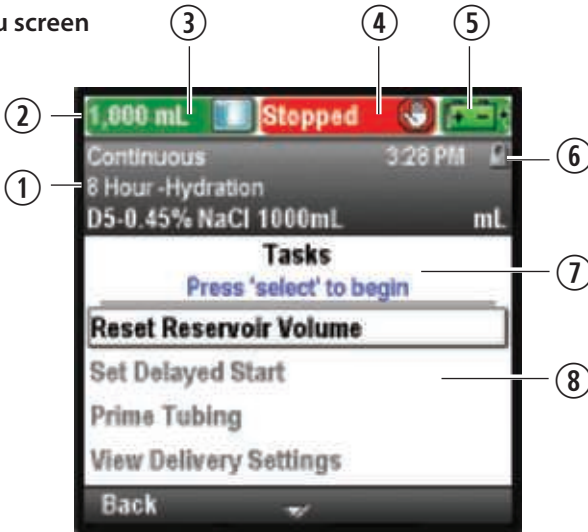 u screen
③ ④ ⑤
② 1,000 mL Stopped
Continuous 3:28 PM ⑥
① 8 Hour -Hydration
D5-0.45% NaCl 1000mL mL
Tasks ⑦
Press 'select' to begin
Reset Reservoir Volume
Set Delayed Start ⑧
Prime Tubing
View Delivery Settings
Back